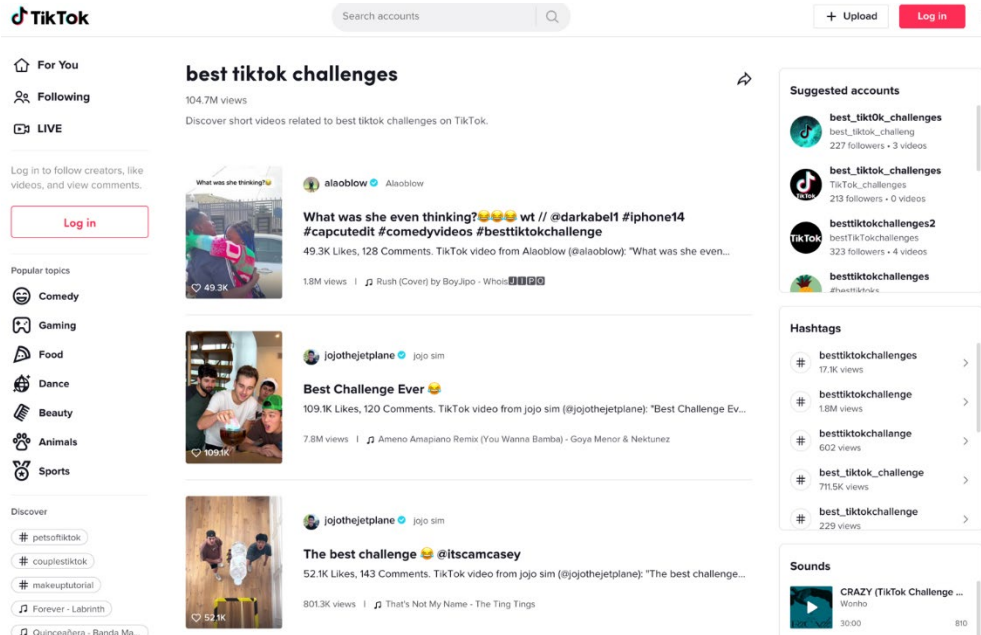 TikTok
Search accounts
+ Upload
Log in
For You
Following
LIVE
Log in to follow creators, like
videos, and view comments.
Log in
Popular topics
Comedy
Gaming
Food
Dance
Beauty
Animals
Sports
Discover
# petsoftiktok
# couplestiktok
# makeuptutorial
Forever - Labrinth
Quinceañera - Banda Ma...
best tiktok challenges
104.7M views
Discover short videos related to best tiktok challenges on TikTok.
What was she thinking?😂
49.3K
alaoblow Alaoblow
What was she even thinking?😂😂😂 wt // @darkabel1 #iphone14
#capcutedit #comedyvideos #besttiktokchallenge
49.3K Likes, 128 Comments. TikTok video from Alaoblow (@alaoblow): "What was she even...
1.8M views | Rush (Cover) by BoyJipo - Whois🅹🅸🅿🅾
109.1K
jojothejetplane jojo sim
Best Challenge Ever 😂
109.1K Likes, 120 Comments. TikTok video from jojo sim (@jojothejetplane): "Best Challenge Ev...
7.8M views | Ameno Amapiano Remix (You Wanna Bamba) - Goya Menor & Nektunez
52.1K
jojothejetplane jojo sim
The best challenge 😂 @itscamcasey
52.1K Likes, 143 Comments. TikTok video from jojo sim (@jojothejetplane): "The best challenge...
801.3K views | That's Not My Name - The Ting Tings
Suggested accounts
best_tikt0k_challenges
best_tiktok_challeng
227 followers • 3 videos
TikTok
best_tiktok_challenges
TikTok_challenges
213 followers • 0 videos
TikTok
besttiktokchallenges2
bestTikTokchallenges
323 followers • 4 videos
besttiktokchallenges
#besttiktoks
Hashtags
# besttiktokchallenges
17.1K views
# besttiktokchallenge
1.8M views
# besttiktokchallange
602 views
# best_tiktok_challenge
711.5K views
# best_tiktokchallenge
229 views
Sounds
CRAZY (TikTok Challenge ...
Wonho
30:00 810